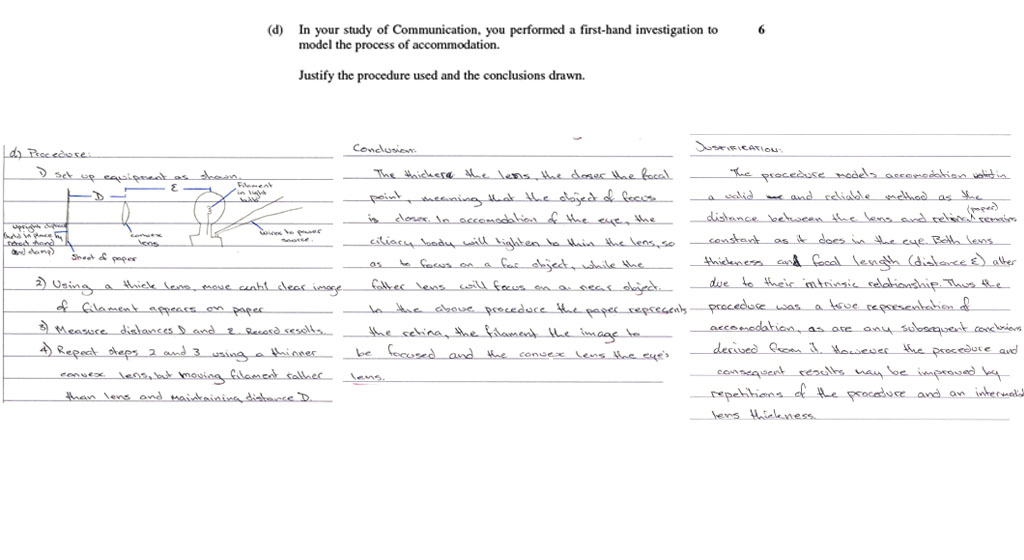 (d) In your study of Communication, you performed a first-hand investigation to 6
model the process of accommodation.
Justify the procedure used and the conclusions drawn.
d) Procedure:
1) Set up equipment as shown.
D
E
Filament
in light
bulb
upright
held in place by
retort stand
and clamp)
Sheet of paper
convex
lens
wires to power
source.
2) Using a thick lens, move until clear image
of filament appears on paper
3) Measure distances D and E. Record results.
4) Repeat steps 2 and 3 using a thinner
convex lens, but moving filament rather
than lens and maintaining distance D.
Conclusion:
The thicker the lens, the closer the focal
point, meaning that the object of focus
is closer. In accomodation of the eye, the
ciliary body will tighten to thin the lens, so
as to focus on a far object, while the
fatter lens will focus on a near object.
In the above procedure the paper represents
the retina, the filament the image to
be focused and the convex lens the eye's
lens.
JUSTIFICATION:
The procedure models accomodation in
a valid and reliable method as the
distance between the lens and retina (paper) remains
constant as it does in the eye. Both lens
thickness and focal length (distance E) alter
due to their intrinsic relationship. Thus the
procedure was a true representation of
accomodation, as are any subsequent conclusions
derived from it. However the procedure and
consequent results may be improved by
repetitions of the procedure and an intermediate
lens thickness.